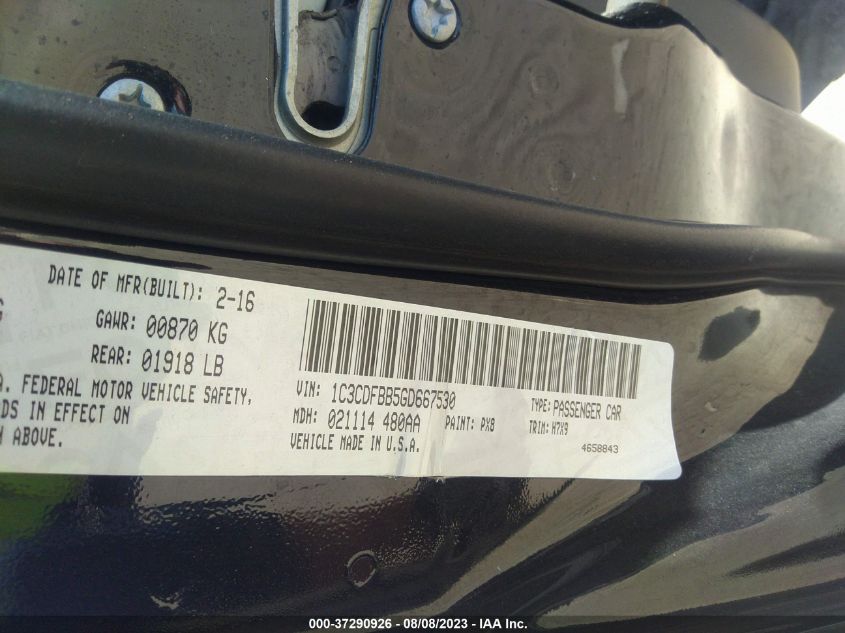 DATE OF MFR(BUILT): 2-16
GAWR: 00870 KG
REAR: 01918 LB
A. FEDERAL MOTOR VEHICLE SAFETY,
DS IN EFFECT ON
H ABOVE.
VIN: 1C3CDFBB5GD667530
TYPE: PASSENGER CAR
MDH: 021114 480AA
PAINT: PX8
TRIM: H7X9
VEHICLE MADE IN U.S.A.
4658843
000-37290926 - 08/08/2023 - IAA Inc.